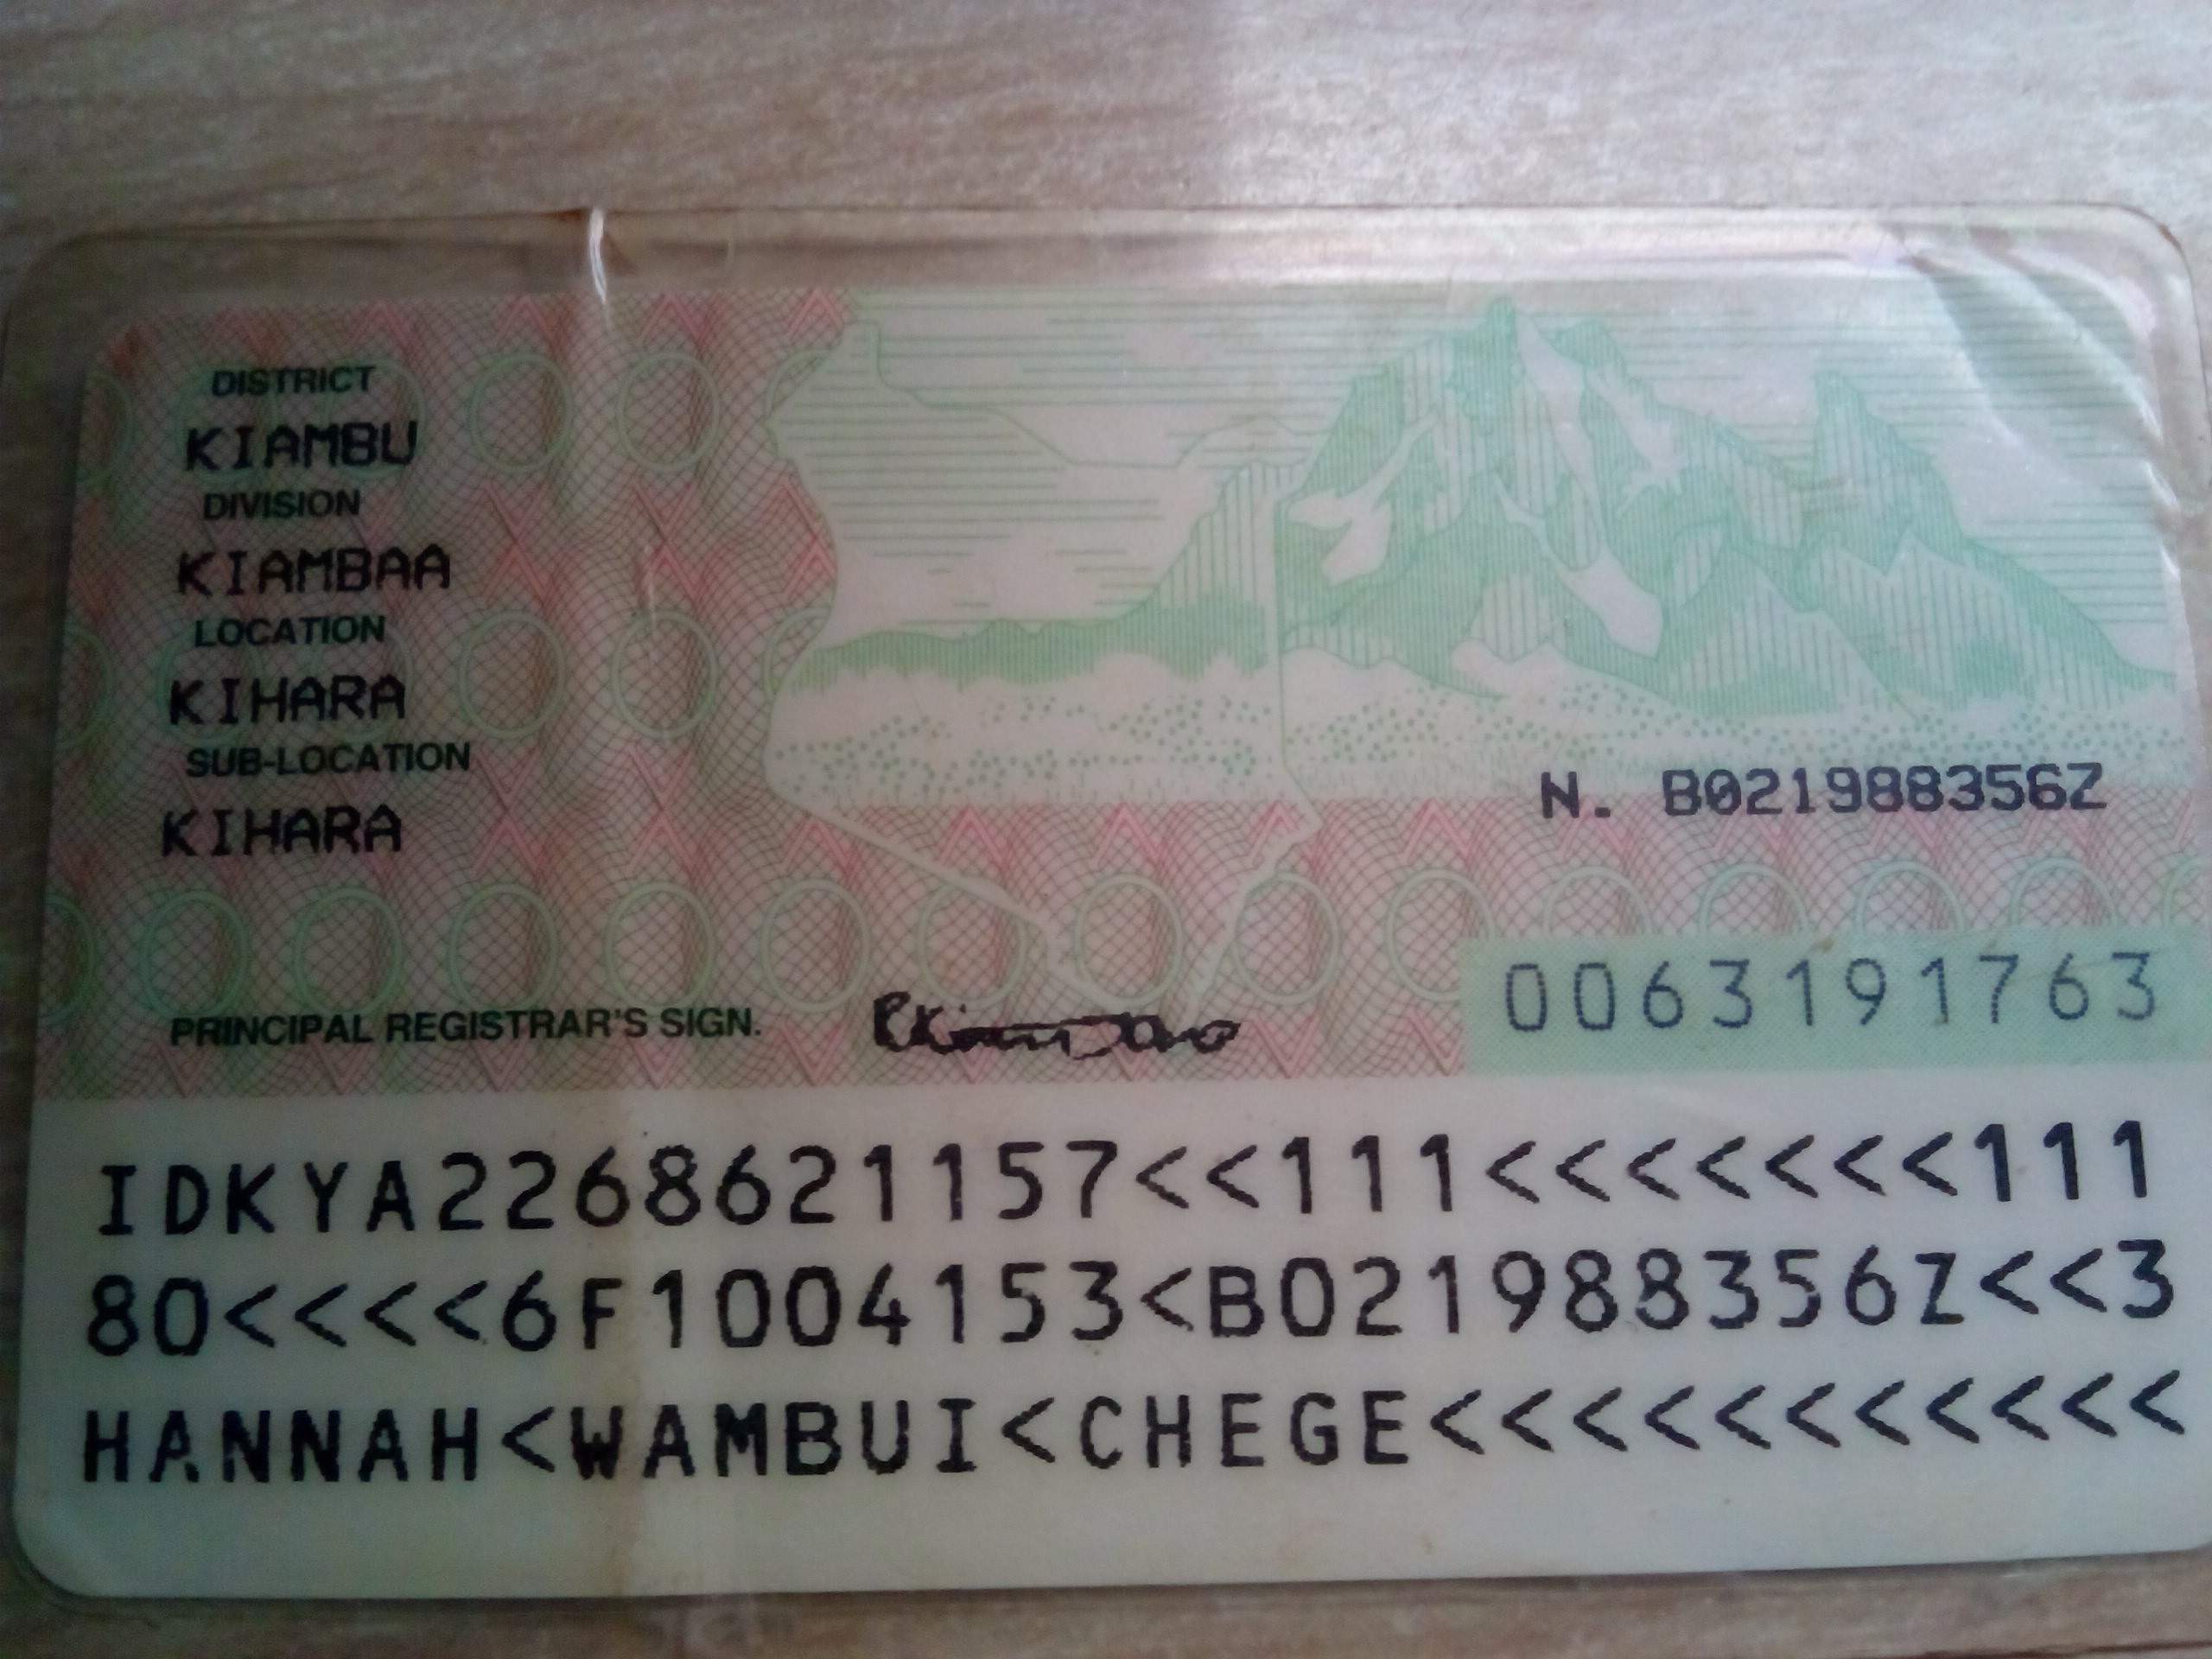 DISTRICT
KIAMBU
DIVISION
KIAMBAA
LOCATION
KIHARA
SUB-LOCATION
KIHARA
N. B021988356Z
0063191763
PRINCIPAL REGISTRAR'S SIGN.
IDKYA2268621157<<111<<<<<<<111
80<<<<6F1004153<B021988356Z<<3
HANNAH<WAMBUI<CHEGE<<<<<<<<<<<